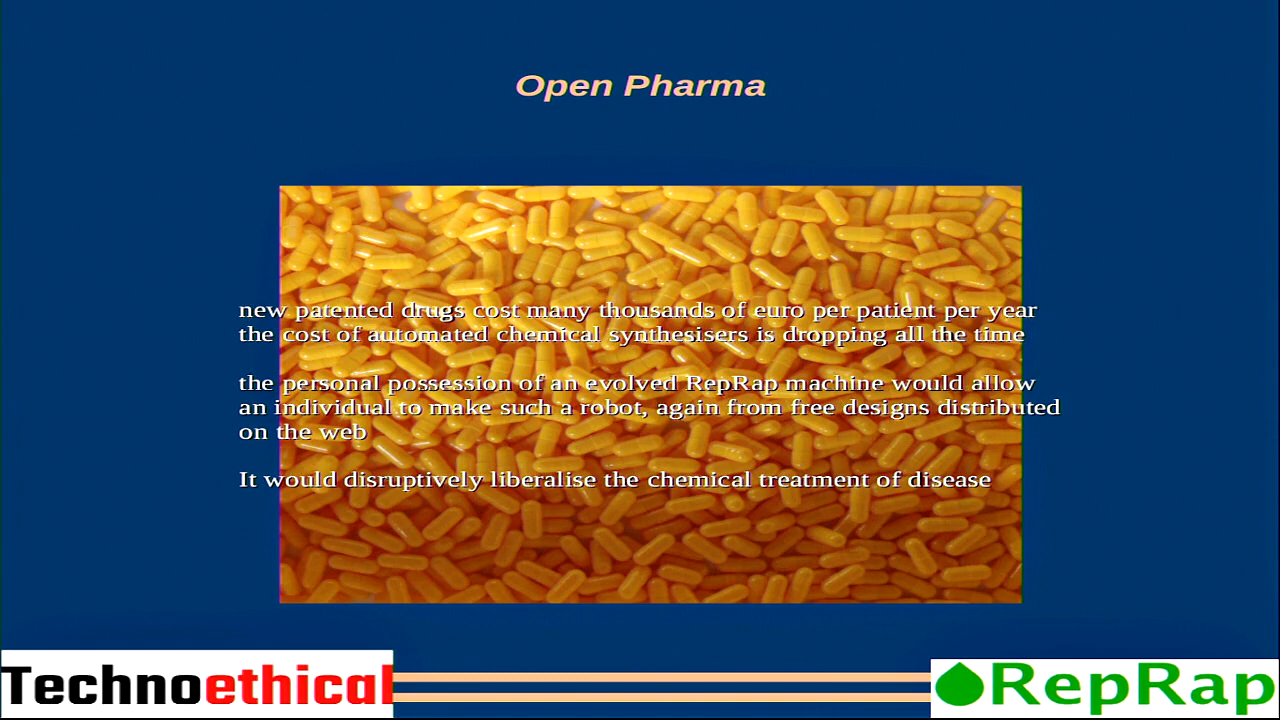 Open Pharma
new patented drugs cost many thousands of euro per patient per year
the cost of automated chemical synthesisers is dropping all the time
the personal possession of an evolved RepRap machine would allow
an individual to make such a robot, again from free designs distributed
on the web
It would disruptively liberalise the chemical treatment of disease
Technoethical
RepRap